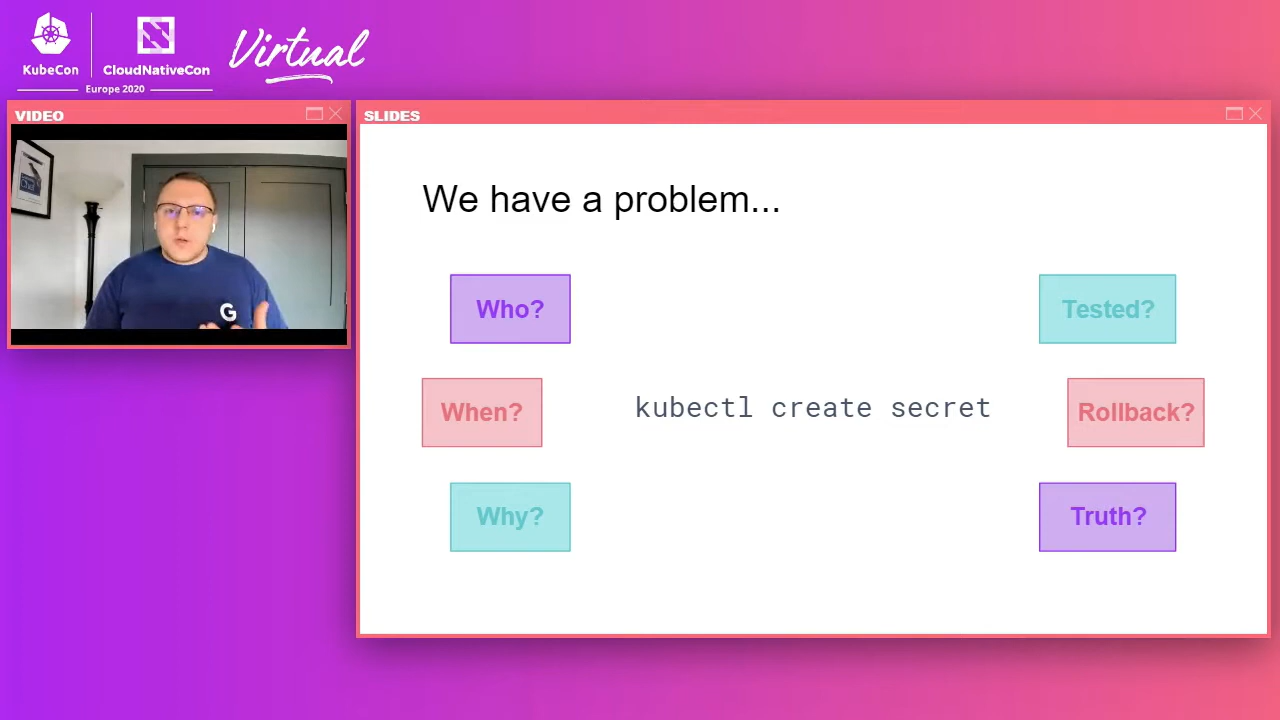 KubeCon
CloudNativeCon
Europe 2020
Virtual
VIDEO
G
SLIDES
We have a problem...
Who?
When?
Why?
kubectl create secret
Tested?
Rollback?
Truth?